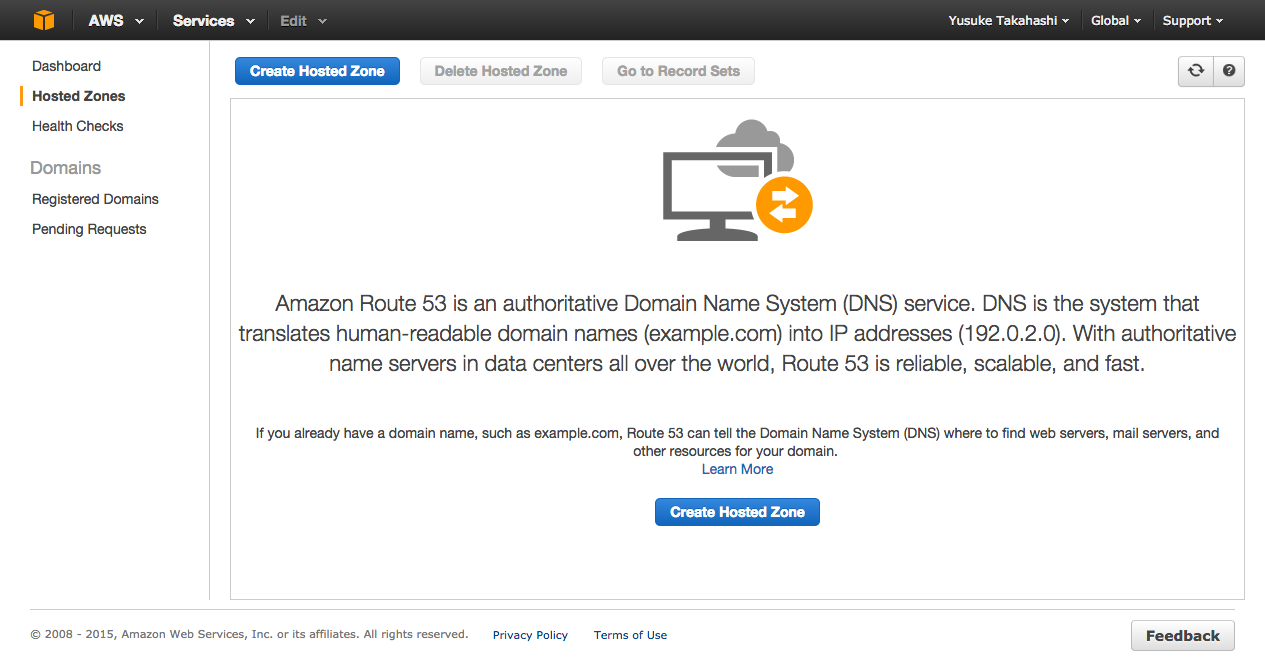 AWS Services Edit Yusuke Takahashi Global Support
Dashboard
Hosted Zones
Health Checks
Domains
Registered Domains
Pending Requests
Create Hosted Zone Delete Hosted Zone Go to Record Sets ?
Amazon Route 53 is an authoritative Domain Name System (DNS) service. DNS is the system that
translates human-readable domain names (example.com) into IP addresses (192.0.2.0). With authoritative
name servers in data centers all over the world, Route 53 is reliable, scalable, and fast.
If you already have a domain name, such as example.com, Route 53 can tell the Domain Name System (DNS) where to find web servers, mail servers, and
other resources for your domain.
Learn More
Create Hosted Zone
© 2008 - 2015, Amazon Web Services, Inc. or its affiliates. All rights reserved. Privacy Policy Terms of Use Feedback